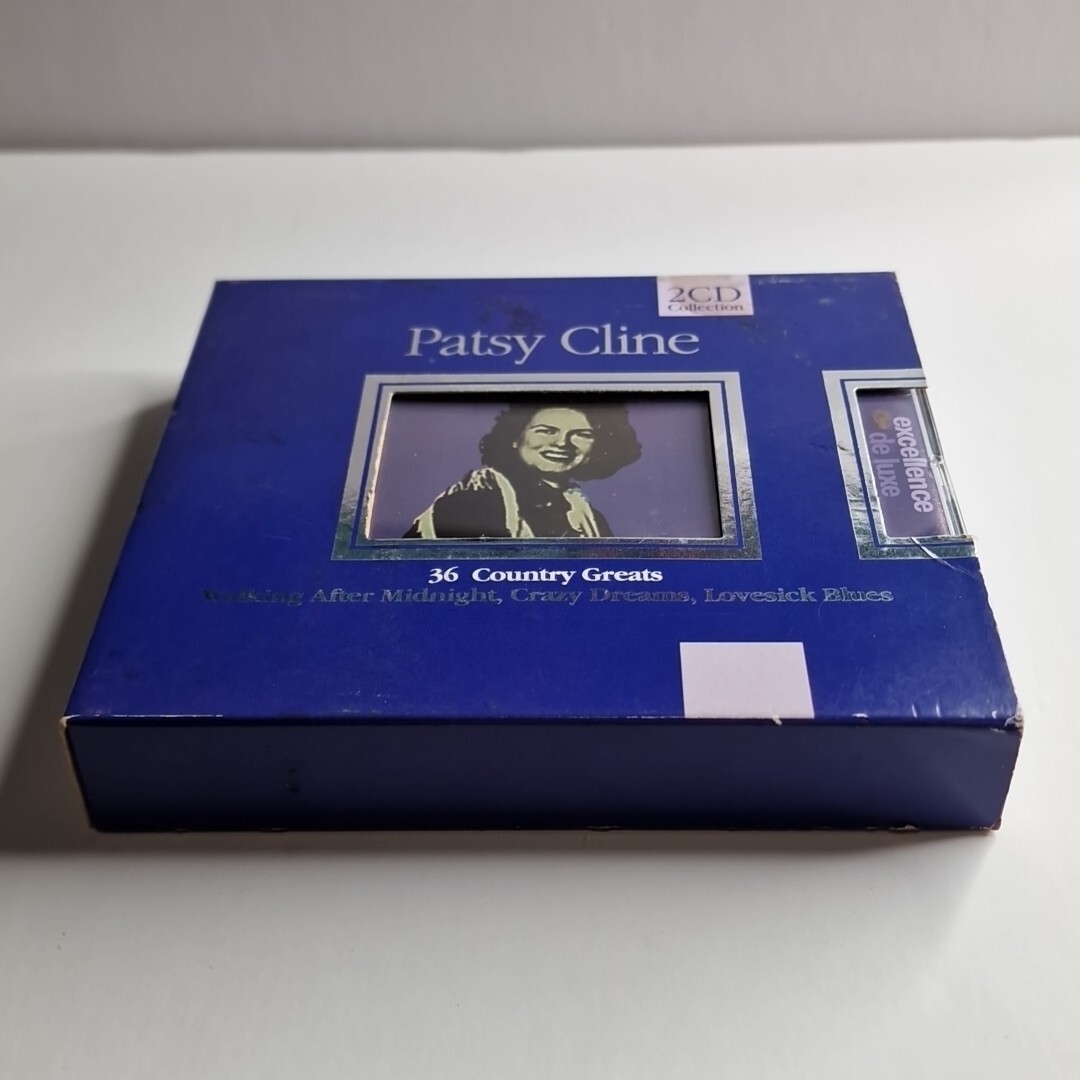 2CD
Collection
Patsy Cline
excellence
de luxe
36 Country Greats
Walking After Midnight, Crazy Dreams, Lovesick Blues